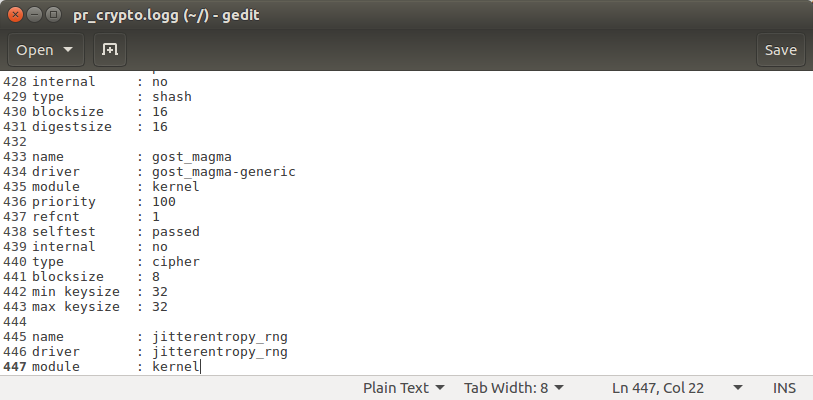 pr_crypto.logg (~/) - gedit
Open
Save
428 internal     : no
429 type         : shash
430 blocksize    : 16
431 digestsize   : 16
432
433 name         : gost_magma
434 driver       : gost_magma-generic
435 module       : kernel
436 priority     : 100
437 refcnt       : 1
438 selftest     : passed
439 internal     : no
440 type         : cipher
441 blocksize    : 8
442 min keysize  : 32
443 max keysize  : 32
444
445 name         : jitterentropy_rng
446 driver       : jitterentropy_rng
447 module       : kernel
Plain Text Tab Width: 8 Ln 447, Col 22 INS